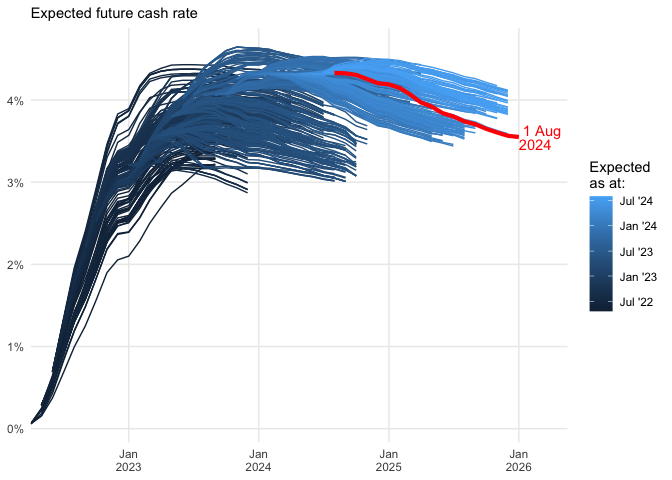 Expected future cash rate
4%
3%
2%
1%
0%
Jan
2023
Jan
2024
Jan
2025
Jan
2026
1 Aug
2024
Expected
as at:
Jul '24
Jan '24
Jul '23
Jan '23
Jul '22